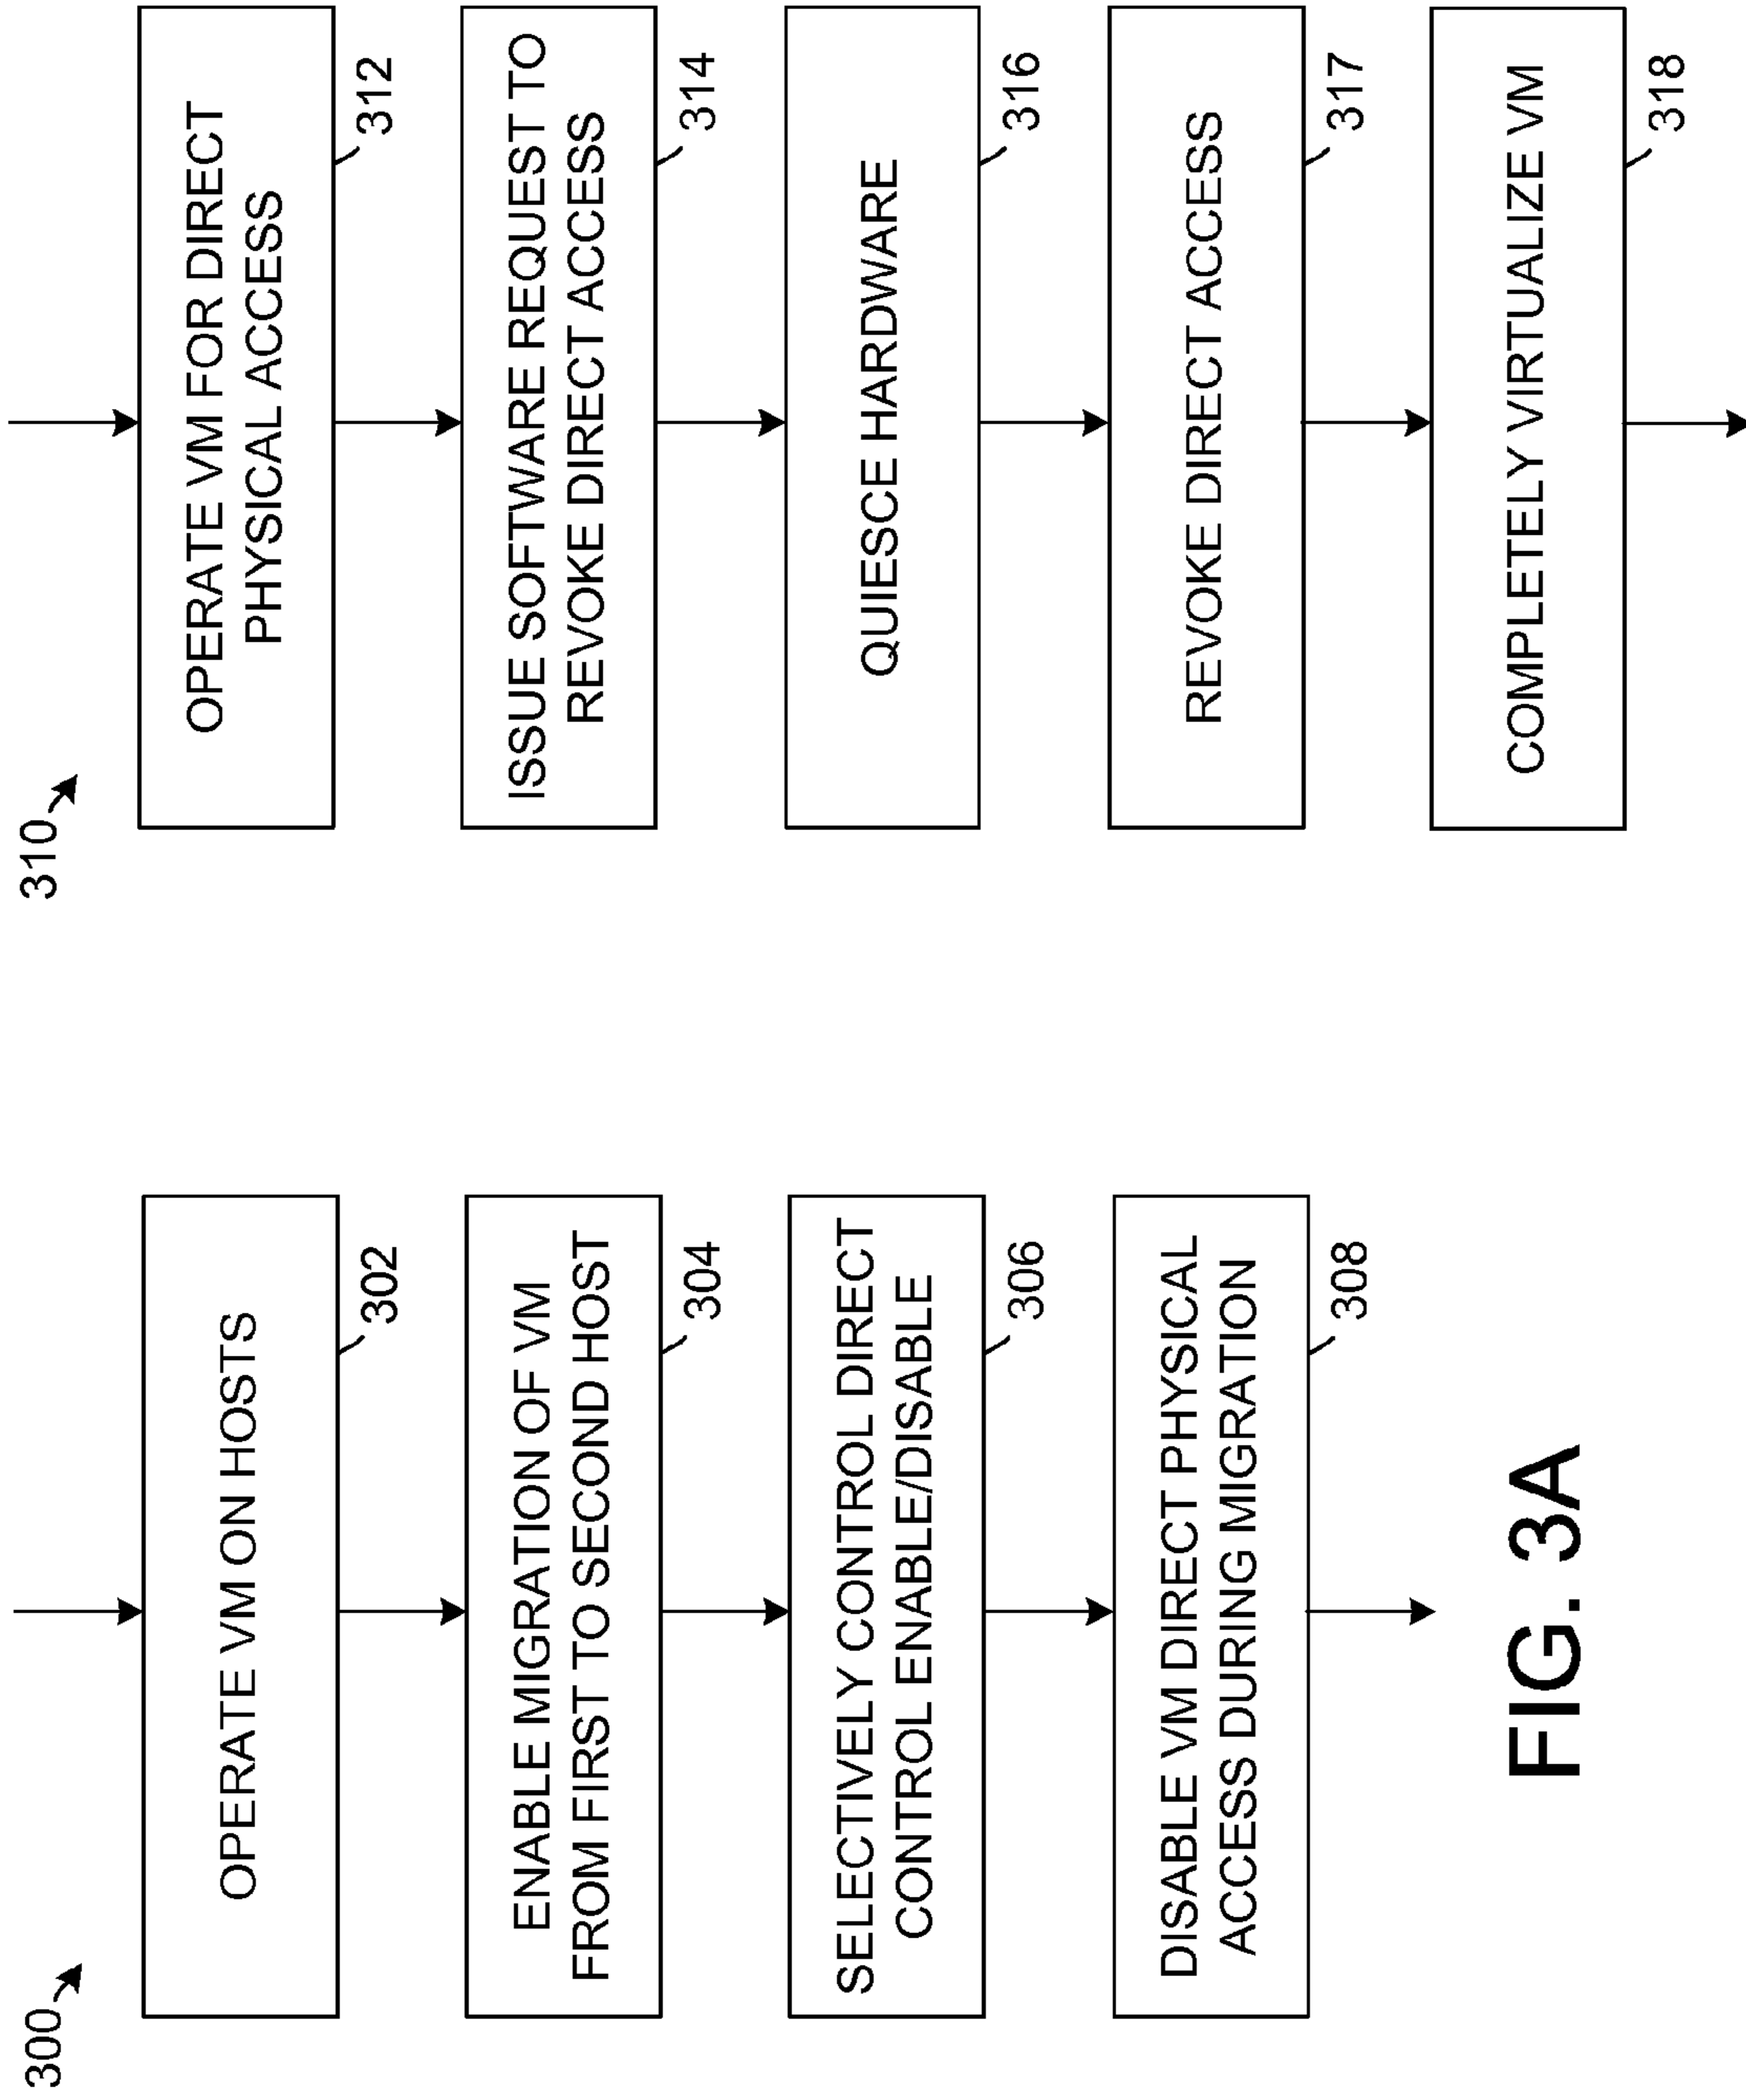 300
OPERATE VM ON HOSTS
302
ENABLE MIGRATION OF VM
FROM FIRST TO SECOND HOST
304
SELECTIVELY CONTROL DIRECT
CONTROL ENABLE/DISABLE
306
DISABLE VM DIRECT PHYSICAL
ACCESS DURING MIGRATION
308
FIG. 3A
310
OPERATE VM FOR DIRECT
PHYSICAL ACCESS
312
ISSUE SOFTWARE REQUEST TO
REVOKE DIRECT ACCESS
314
QUIESCE HARDWARE
316
REVOKE DIRECT ACCESS
317
COMPLETELY VIRTUALIZE VM
318